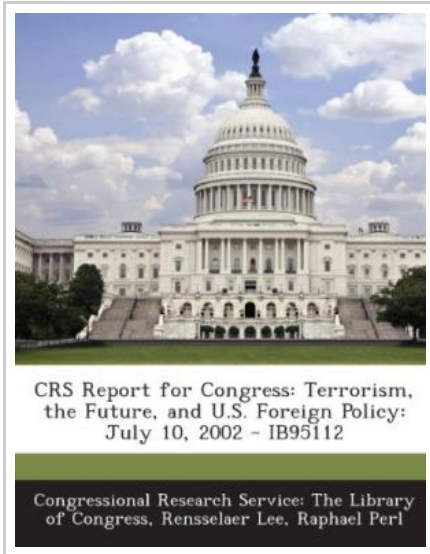 CRS Report for Congress: Terrorism,
the Future, and U.S. Foreign Policy:
July 10, 2002 - IB95112
Congressional Research Service: The Library
of Congress, Rensselaer Lee, Raphael Perl